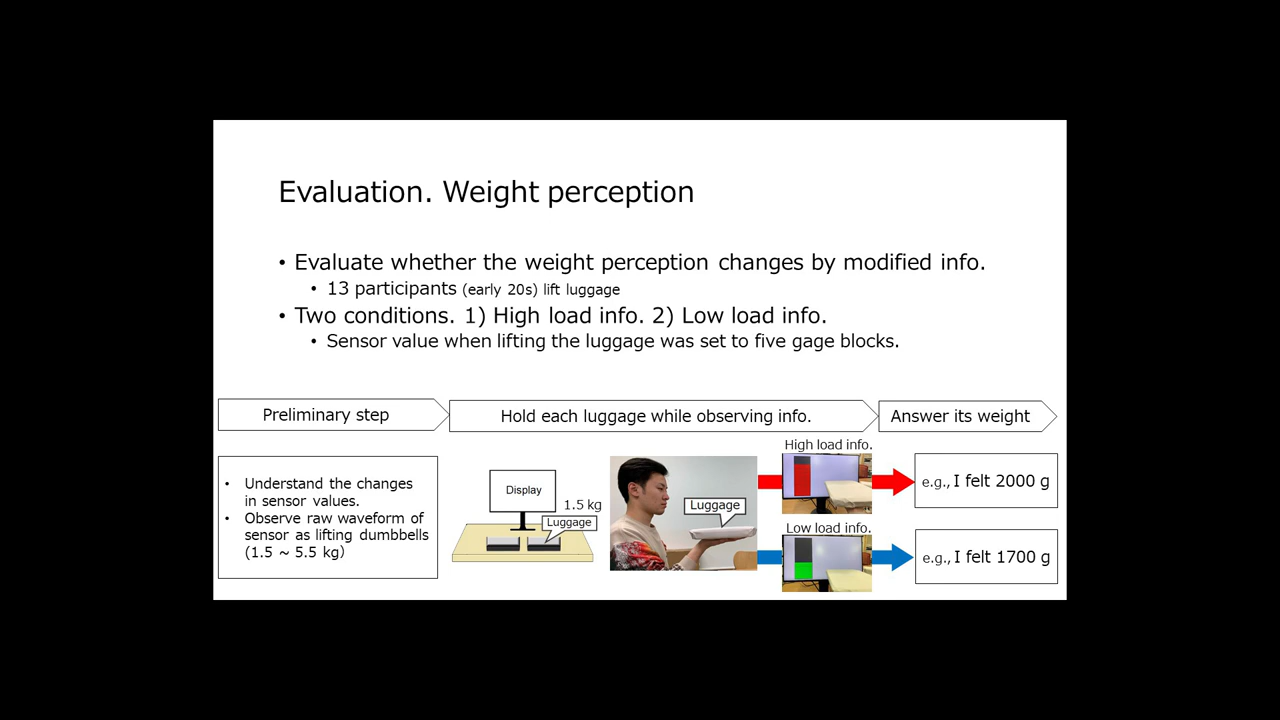 Evaluation. Weight perception
• Evaluate whether the weight perception changes by modified info.
• 13 participants (early 20s) lift luggage
• Two conditions. 1) High load info. 2) Low load info.
• Sensor value when lifting the luggage was set to five gage blocks.
Preliminary step
Hold each luggage while observing info.
Answer its weight
• Understand the changes
in sensor values.
• Observe raw waveform of
sensor as lifting dumbbells
(1.5 ~ 5.5 kg)
Display
1.5 kg
Luggage
Luggage
High load info.
e.g., I felt 2000 g
Low load info.
e.g., I felt 1700 g